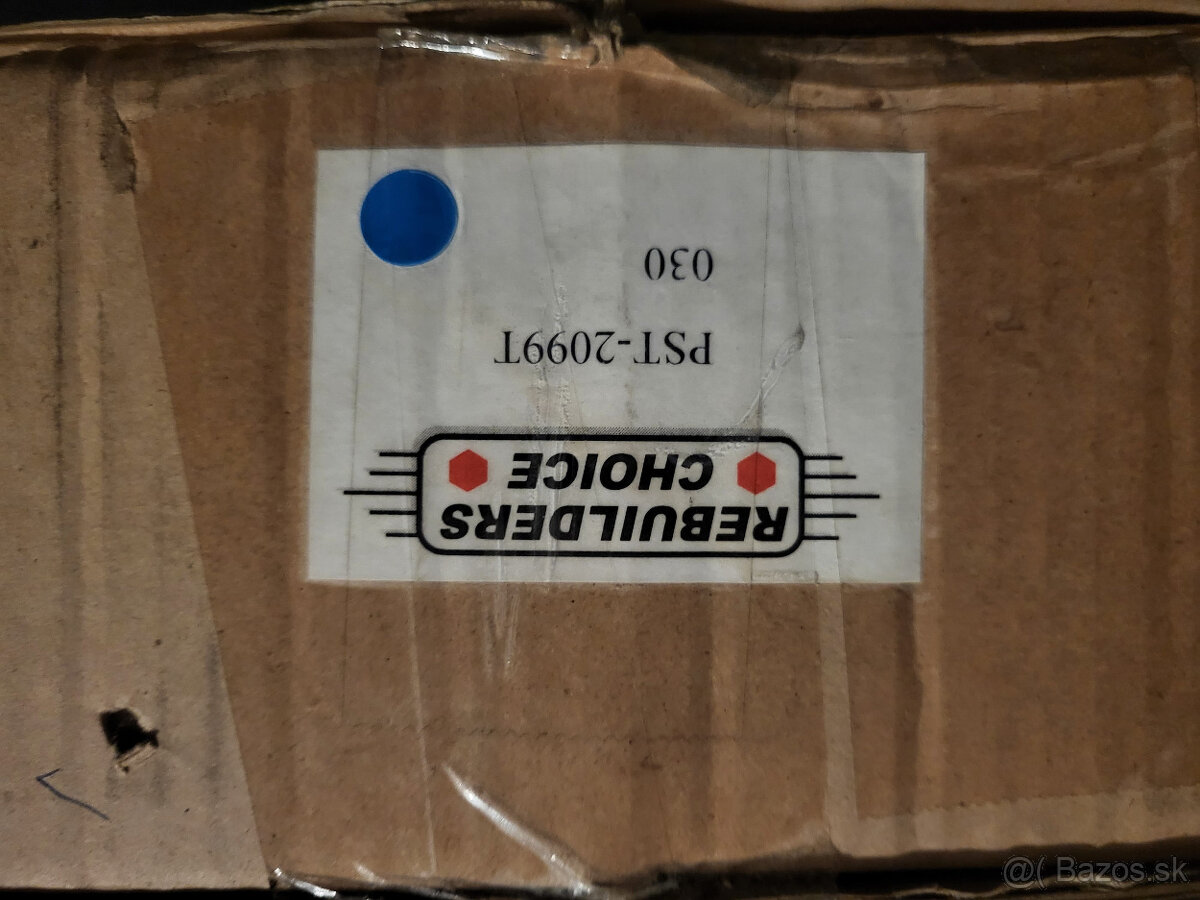 REBUILDERS
CHOICE
PST-2099T
030
@( Bazos.sk